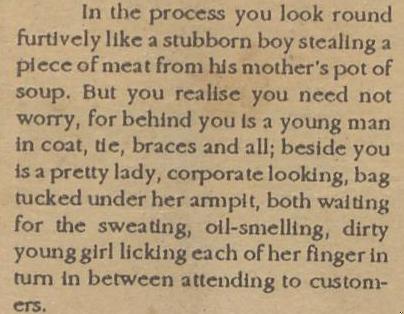 In the process you look round
furtively like a stubborn boy stealing a
piece of meat from his mother's pot of
soup. But you realise you need not
worry, for behind you is a young man
in coat, tie, braces and all; beside you
is a pretty lady, corporate looking, bag
tucked under her armpit, both waiting
for the sweating, oil-smelling, dirty
young girl licking each of her finger in
turn in between attending to custom-
ers.